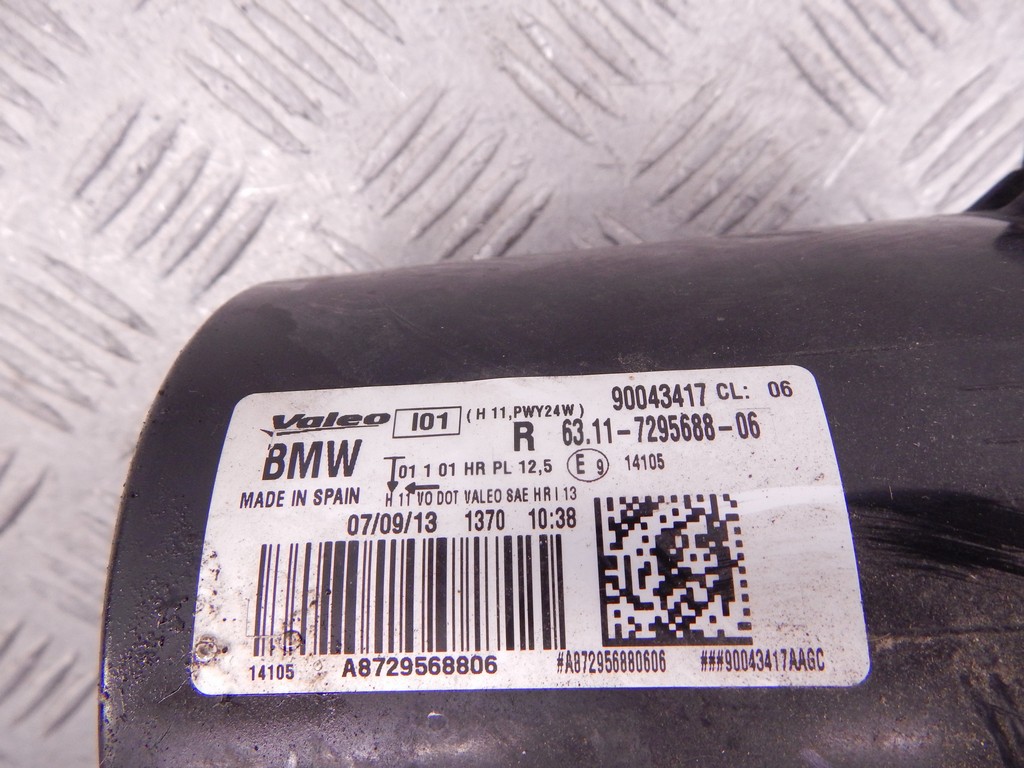 Valeo I01 (H 11,PWY24W) 90043417 CL: 06
BMW R 63.11-7295688-06
01 1 01 HR PL 12,5 E 9 14105
MADE IN SPAIN H 11 VO DOT VALEO SAE HR I 13
07/09/13 1370 10:38
14105 A8729568806 #A872956880606 ###90043417AAGC